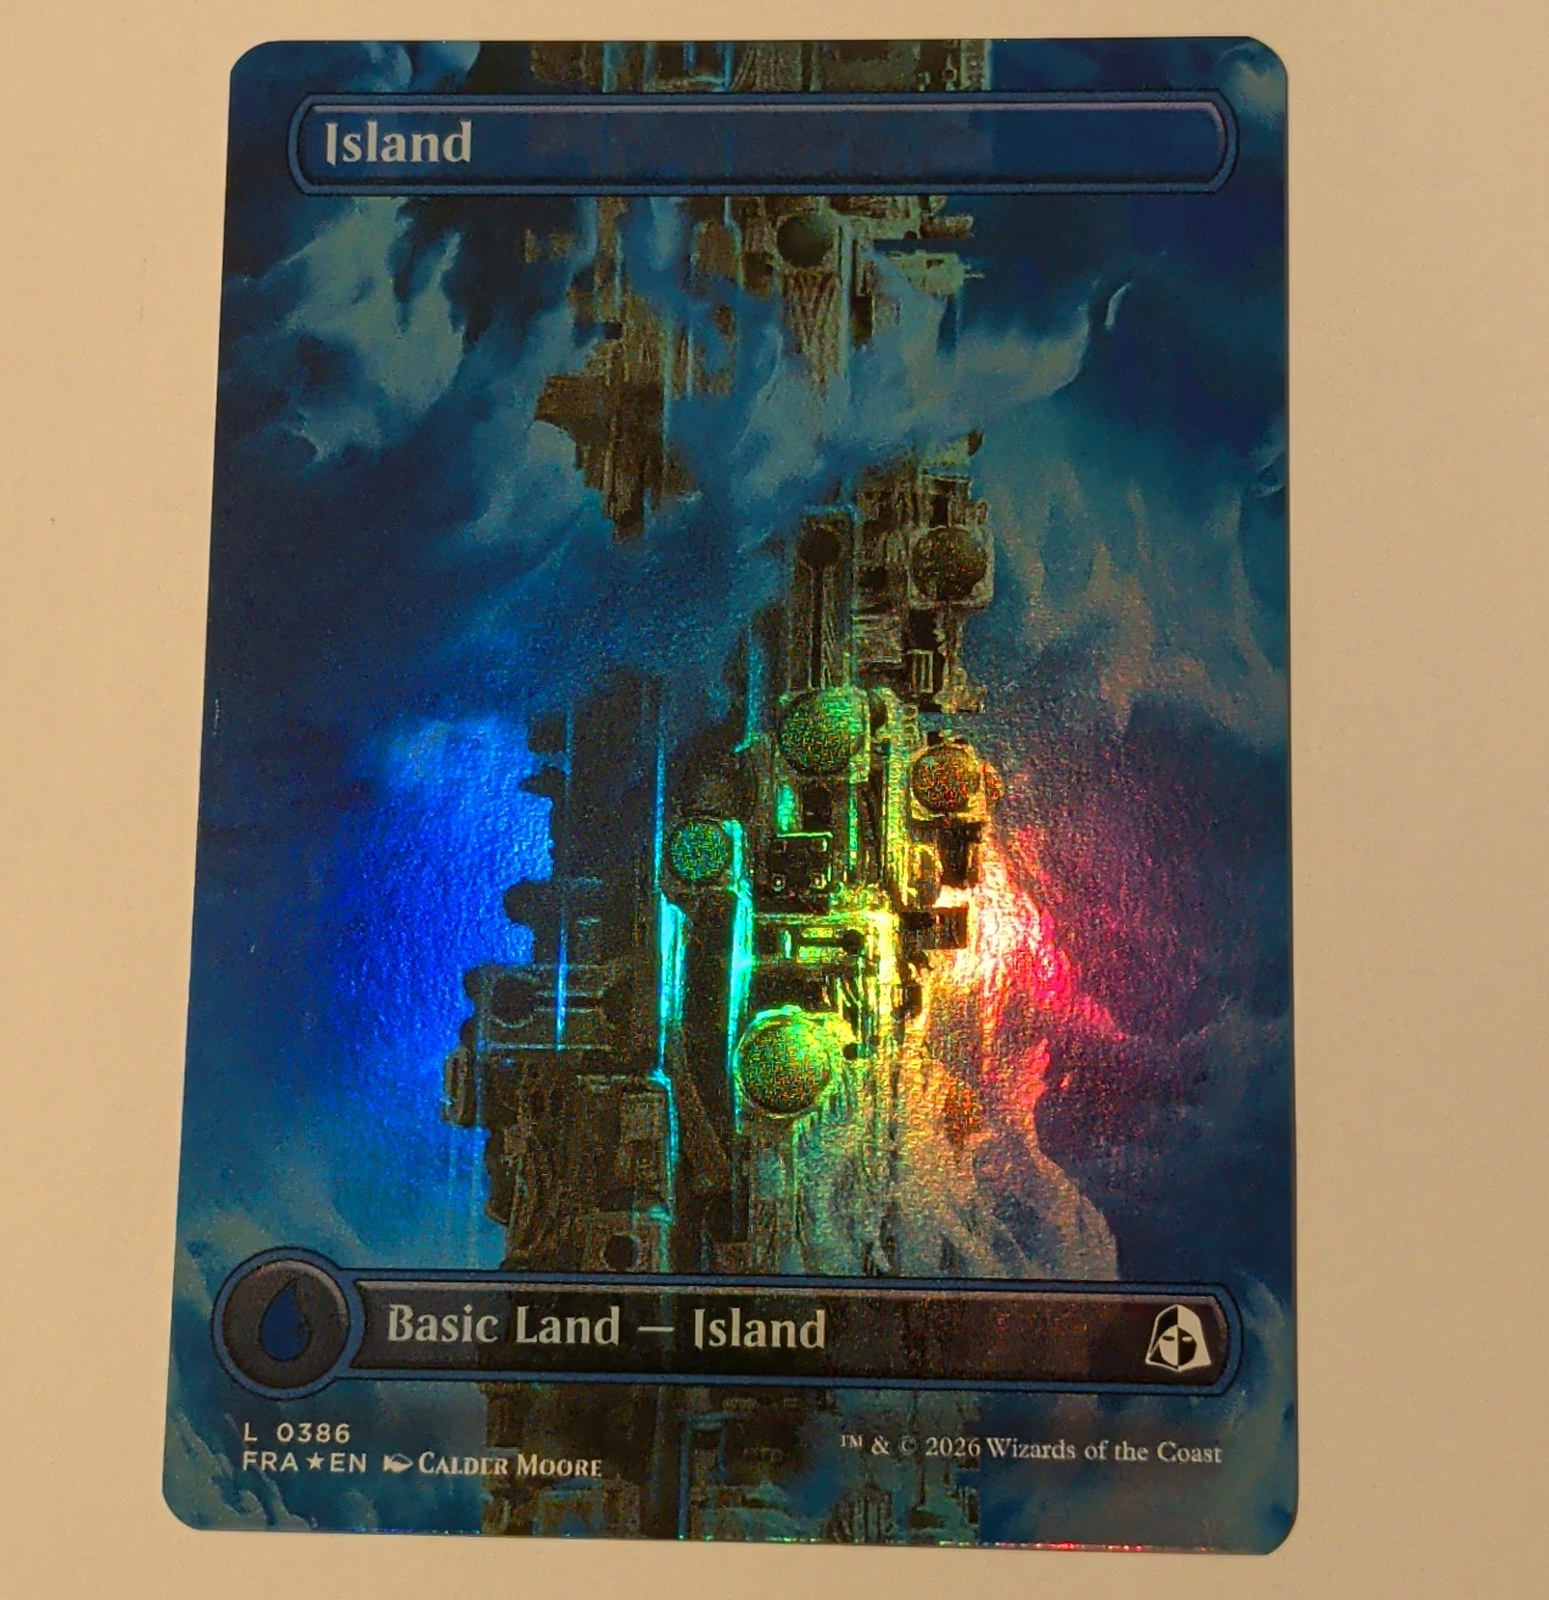 Island
Basic Land — Island
L 0386
FRA★EN Calder Moore
™ & © 2026 Wizards of the Coast